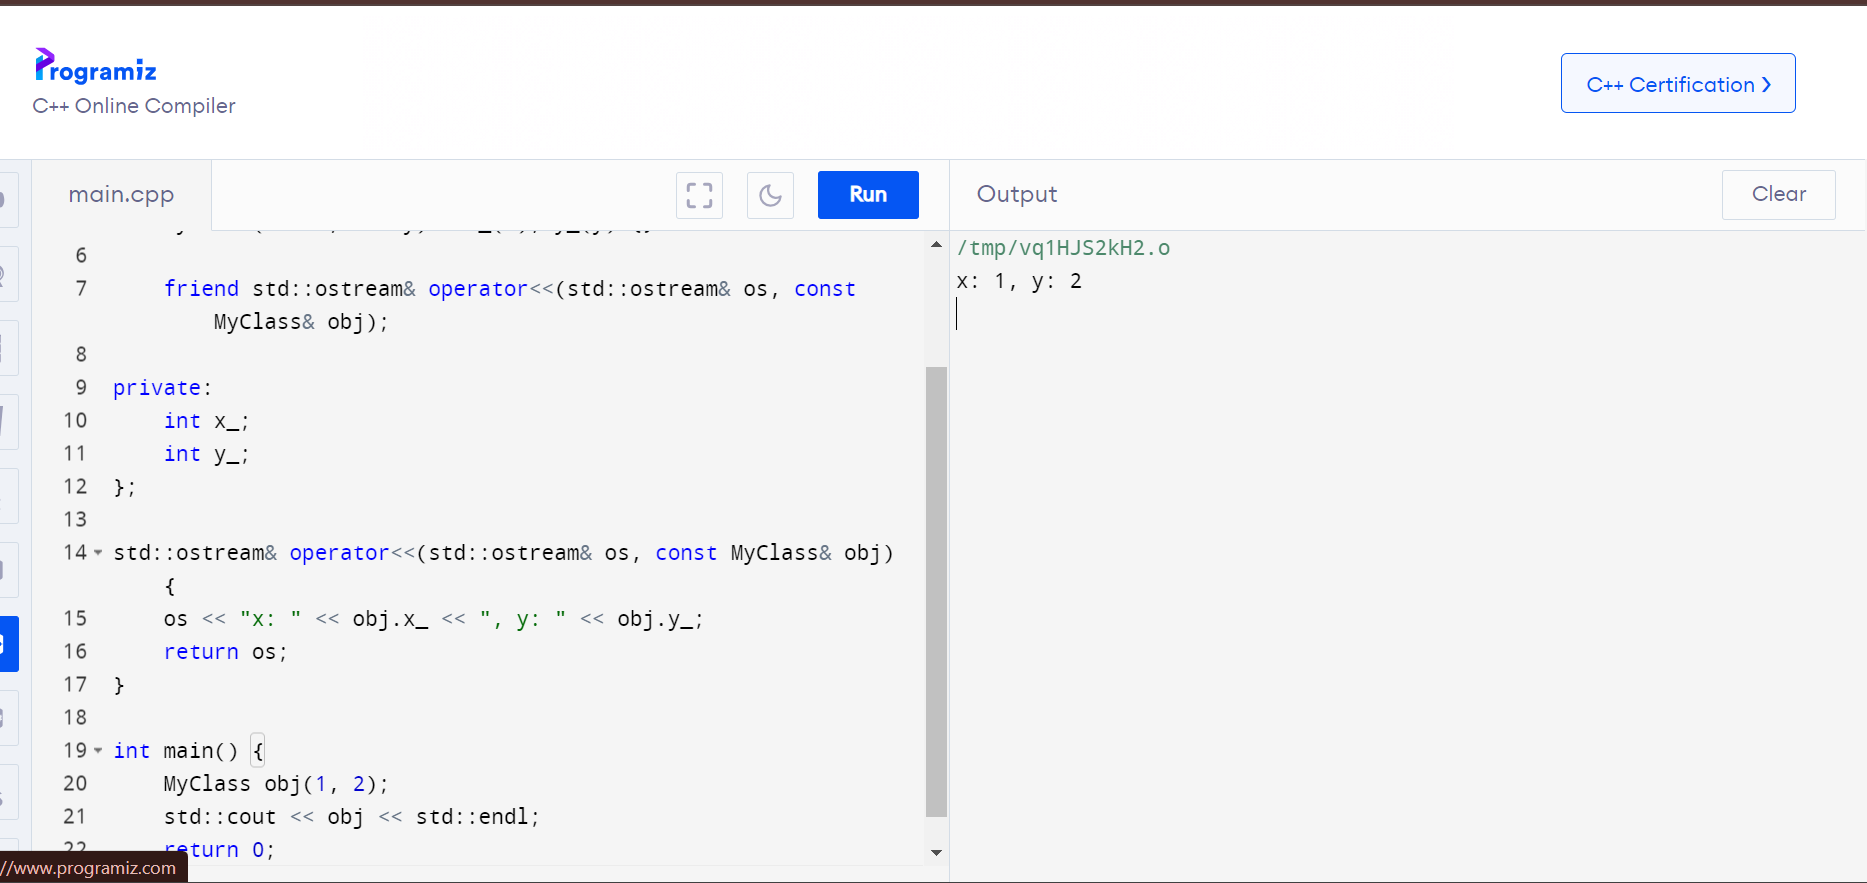 Programiz
C++ Online Compiler
C++ Certification
main.cpp
Run
Output
Clear
6
7 friend std::ostream& operator<<(std::ostream& os, const
MyClass& obj);
8
9 private:
10 int x_;
11 int y_;
12 };
13
14 std::ostream& operator<<(std::ostream& os, const MyClass& obj)
{
15 os << "x: " << obj.x_ << ", y: " << obj.y_;
16 return os;
17 }
18
19 int main() {
20 MyClass obj(1, 2);
21 std::cout << obj << std::endl;
22 return 0;
/tmp/vq1HJS2kH2.o
x: 1, y: 2
//www.programiz.com